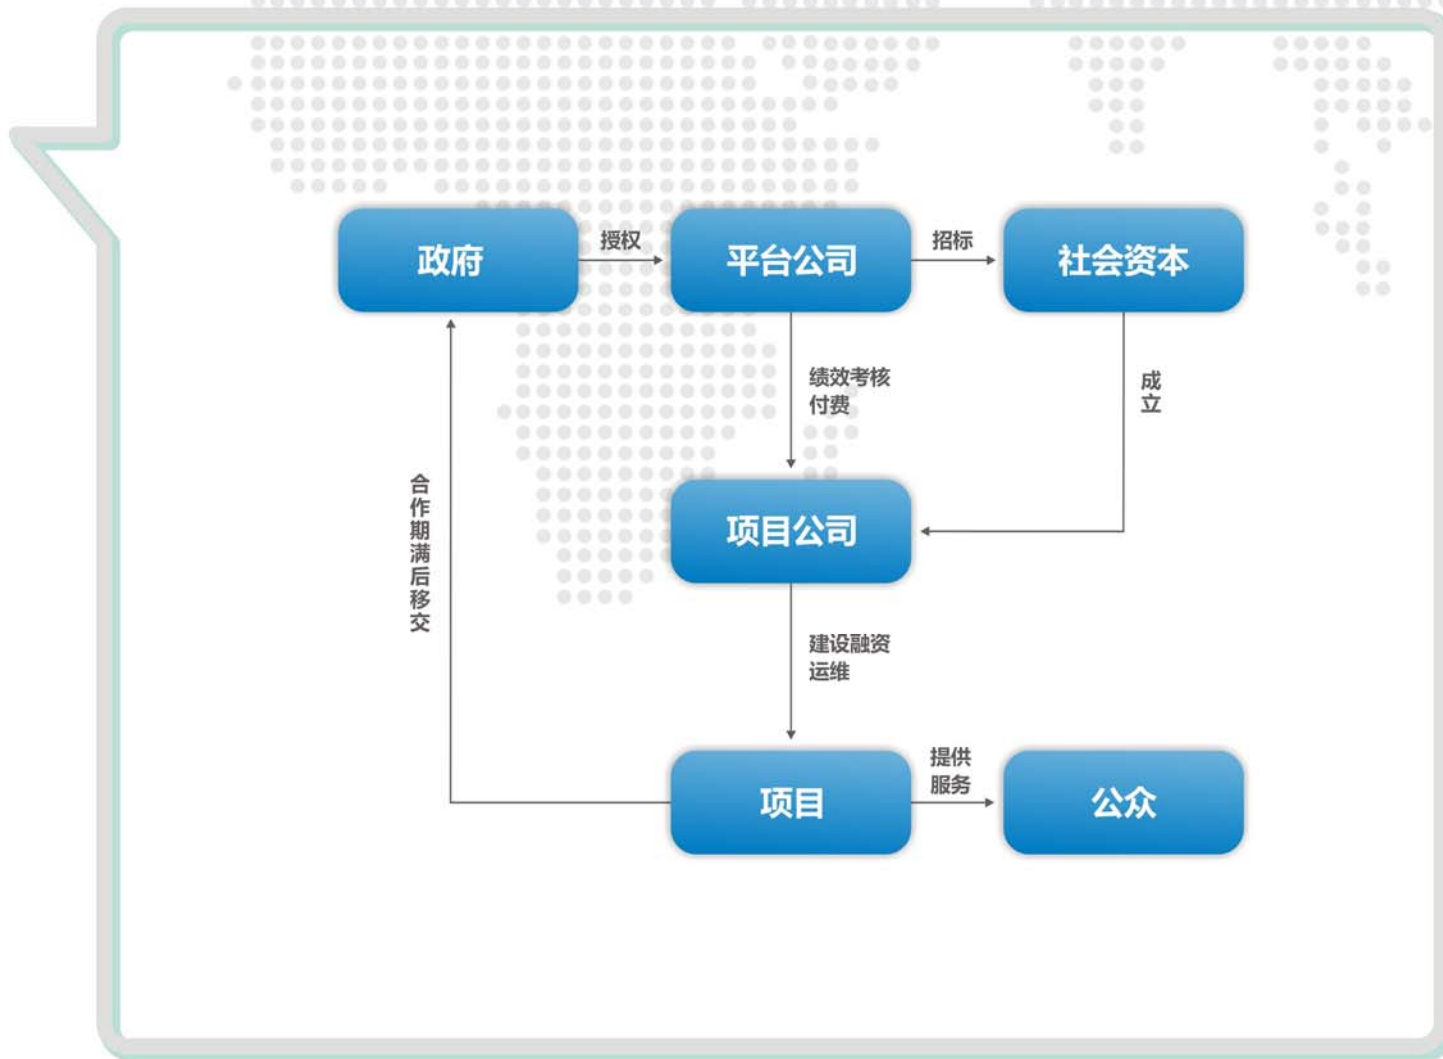 政府
授权
平台公司
招标
社会资本
绩效考核
付费
成立
合作期满后移交
项目公司
建设融资
运维
项目
提供
服务
公众